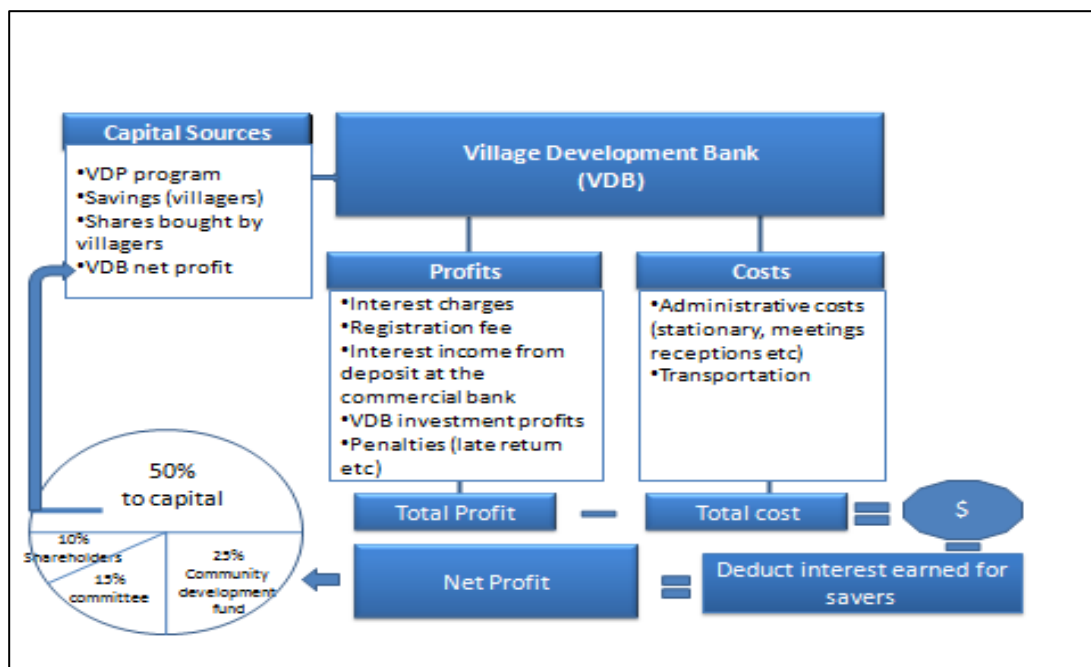 Capital Sources
•VDP program
•Savings (villagers)
•Shares bought by
villagers
•VDB net profit
Village Development Bank
(VDB)
Profits
•Interest charges
•Registration fee
•Interest income from
deposit at the
commercial bank
•VDB investment profits
•Penalties (late return
etc)
Costs
•Administrative costs
(stationary, meetings
receptions etc)
•Transportation
50%
to capital
10%
Shareholders
15%
committee
25%
Community
development
fund
Total Profit
Total cost
$
Net Profit
Deduct interest earned for
savers